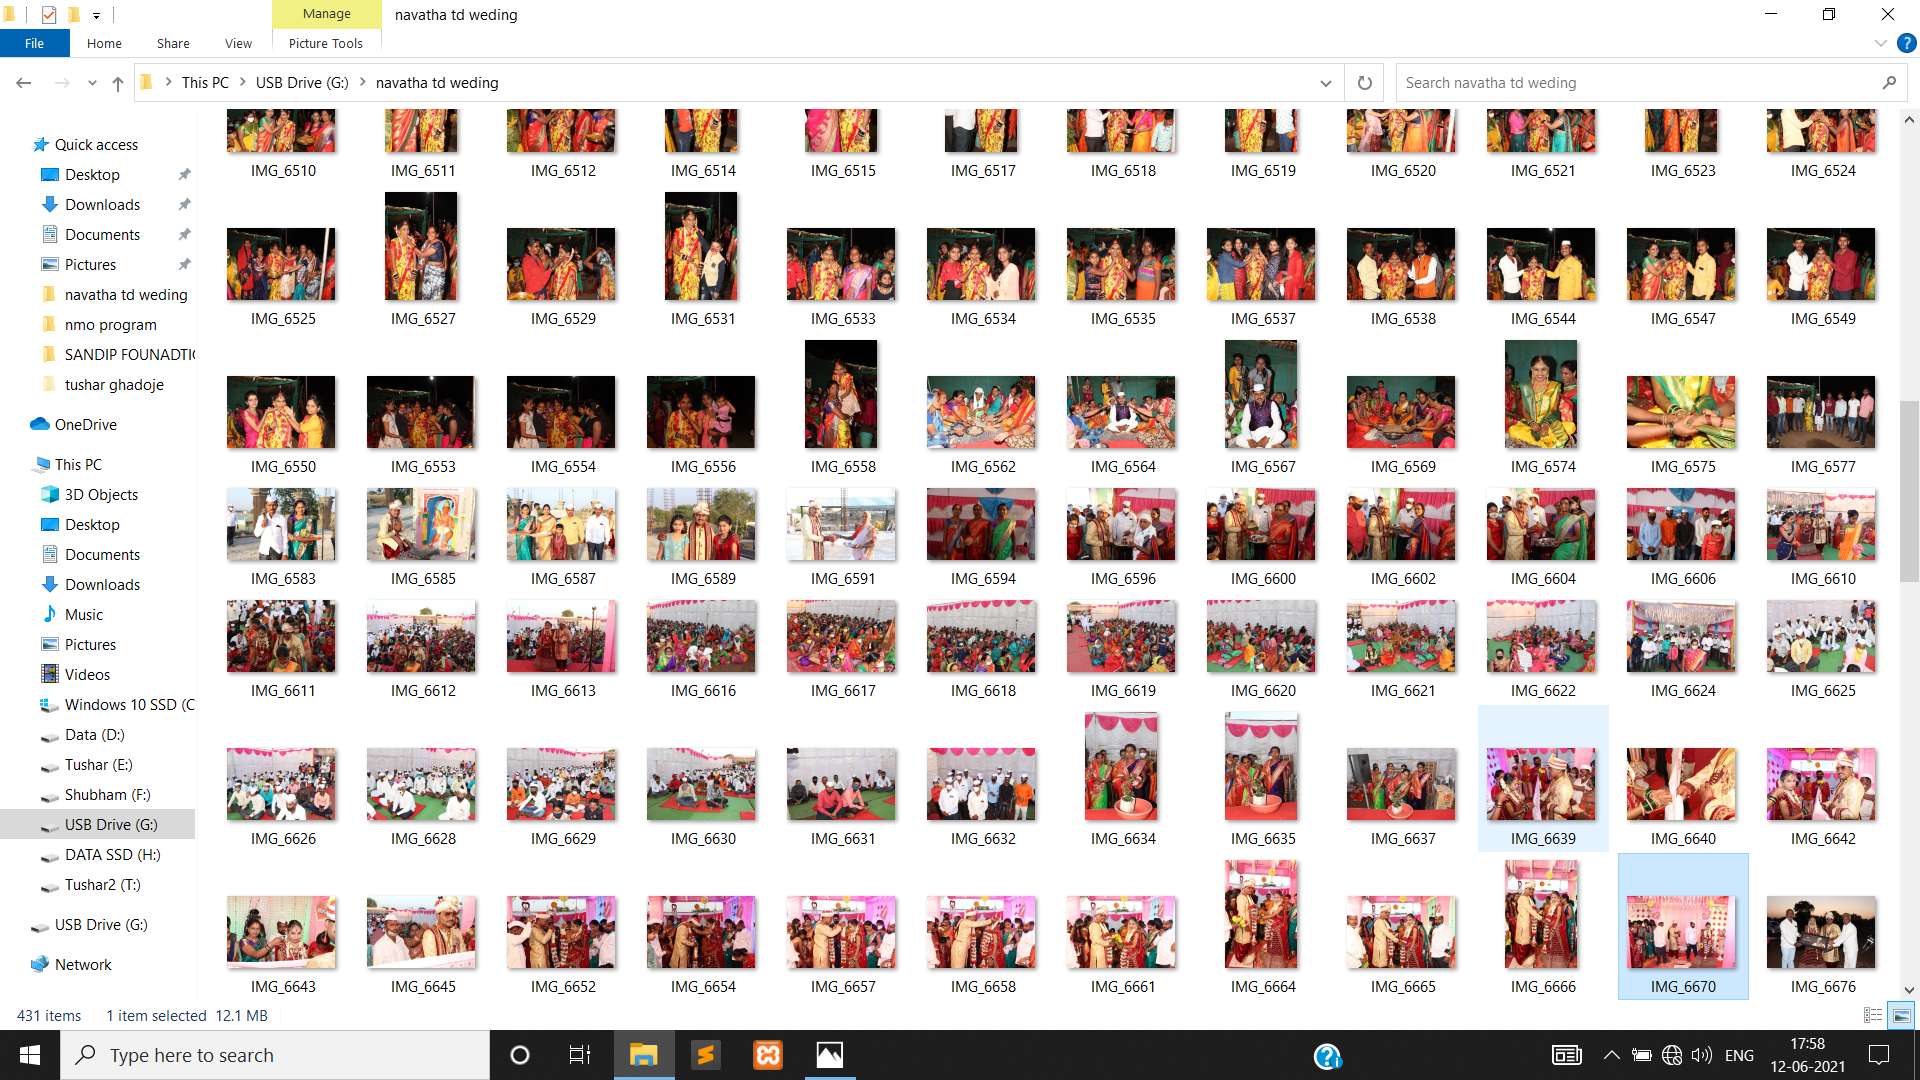 Manage
navatha td weding
File
Home
Share
View
Picture Tools
This PC
USB Drive (G:)
navatha td weding
Search navatha td weding
Quick access
Desktop
Downloads
Documents
Pictures
navatha td weding
nmo program
SANDIP FOUNADTI
tushar ghadoje
OneDrive
This PC
3D Objects
Desktop
Documents
Downloads
Music
Pictures
Videos
Windows 10 SSD (C
Data (D:)
Tushar (E:)
Shubham (F:)
USB Drive (G:)
DATA SSD (H:)
Tushar2 (T:)
USB Drive (G:)
Network
IMG_6510 IMG_6511 IMG_6512 IMG_6514 IMG_6515 IMG_6517 IMG_6518 IMG_6519 IMG_6520 IMG_6521 IMG_6523 IMG_6524
IMG_6525 IMG_6527 IMG_6529 IMG_6531 IMG_6533 IMG_6534 IMG_6535 IMG_6537 IMG_6538 IMG_6544 IMG_6547 IMG_6549
IMG_6550 IMG_6553 IMG_6554 IMG_6556 IMG_6558 IMG_6562 IMG_6564 IMG_6567 IMG_6569 IMG_6574 IMG_6575 IMG_6577
IMG_6583 IMG_6585 IMG_6587 IMG_6589 IMG_6591 IMG_6594 IMG_6596 IMG_6600 IMG_6602 IMG_6604 IMG_6606 IMG_6610
IMG_6611 IMG_6612 IMG_6613 IMG_6616 IMG_6617 IMG_6618 IMG_6619 IMG_6620 IMG_6621 IMG_6622 IMG_6624 IMG_6625
IMG_6626 IMG_6628 IMG_6629 IMG_6630 IMG_6631 IMG_6632 IMG_6634 IMG_6635 IMG_6637 IMG_6639 IMG_6640 IMG_6642
IMG_6643 IMG_6645 IMG_6652 IMG_6654 IMG_6657 IMG_6658 IMG_6661 IMG_6664 IMG_6665 IMG_6666 IMG_6670 IMG_6676
431 items 1 item selected 12.1 MB
Type here to search
ENG
17:58
12-06-2021